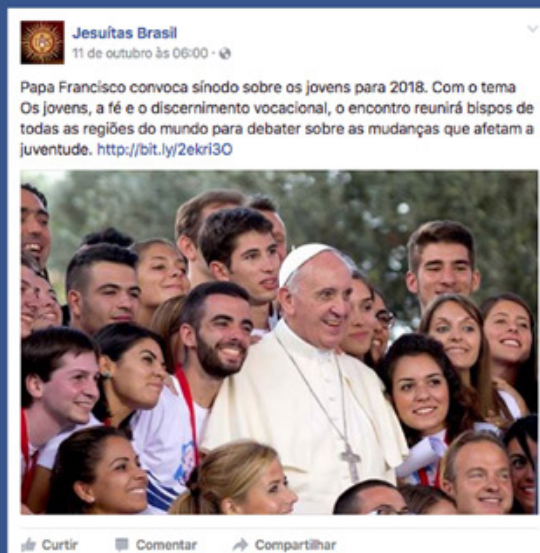 Jesuítas Brasil
11 de outubro às 06:00 ·
Papa Francisco convoca sínodo sobre os jovens para 2018. Com o tema
Os jovens, a fé e o discernimento vocacional, o encontro reunirá bispos de
todas as regiões do mundo para debater sobre as mudanças que afetam a
juventude. http://bit.ly/2ekri3O
Curtir Comentar Compartilhar